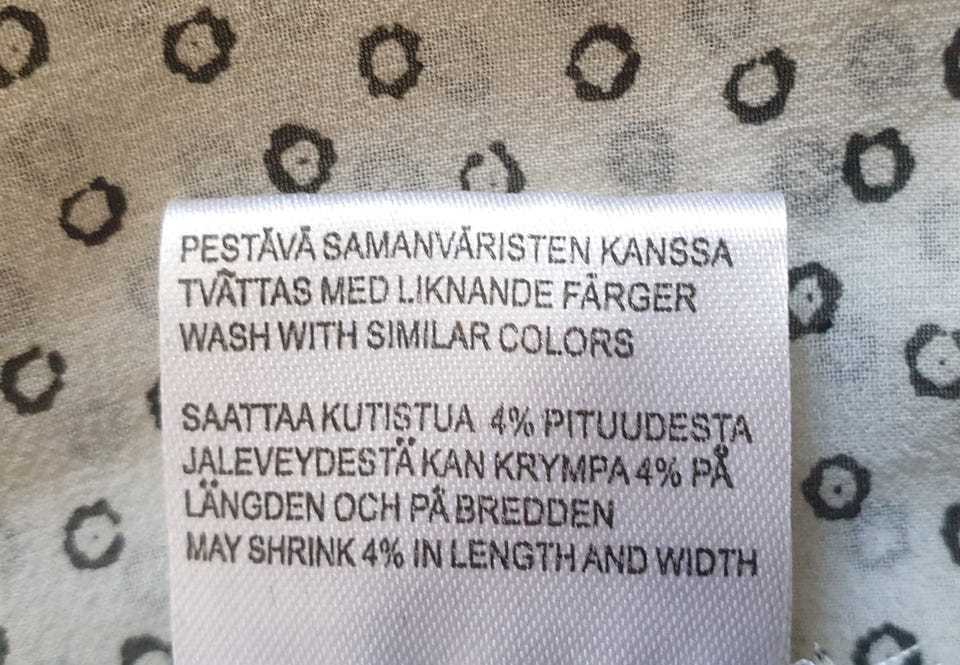 PESTÄVÄ SAMANVÄRISTEN KANSSA
TVÄTTAS MED LIKNANDE FÄRGER
WASH WITH SIMILAR COLORS
SAATTAA KUTISTUA 4% PITUUDESTA
JALEVEYDESTÄ KAN KRYMPA 4% PÅ
LÄNGDEN OCH PÅ BREDDEN
MAY SHRINK 4% IN LENGTH AND WIDTH